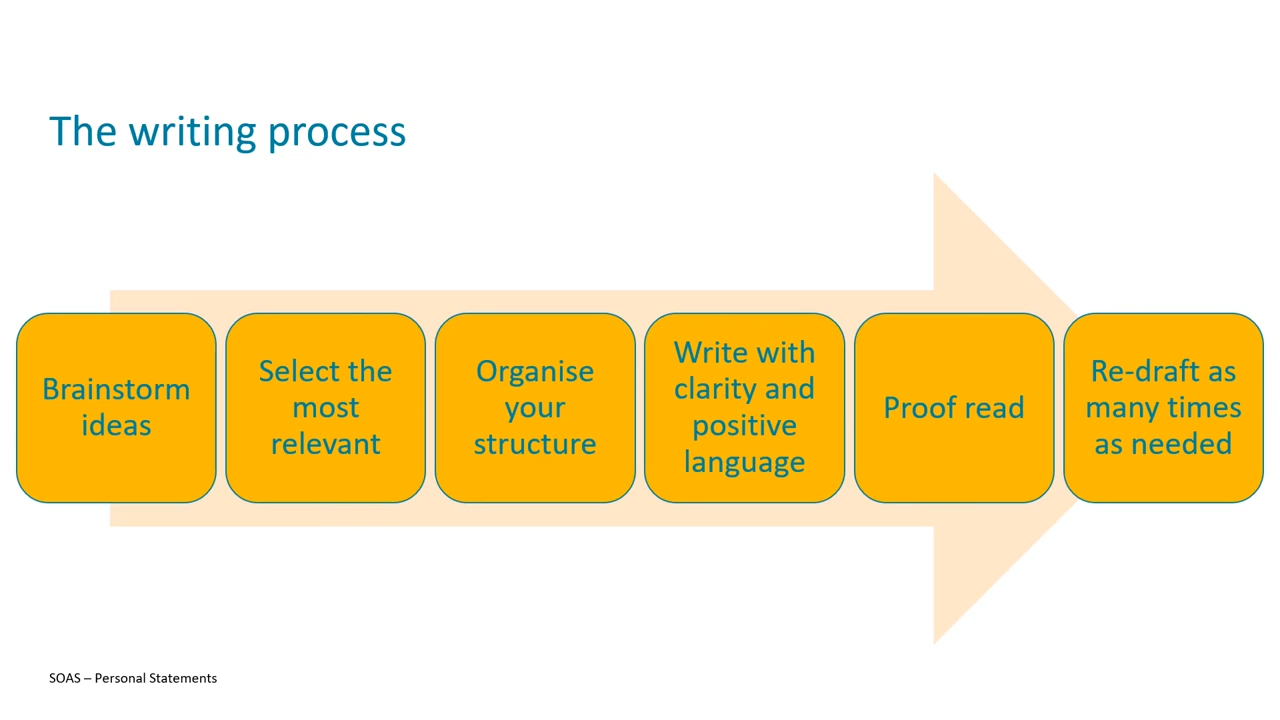 The writing process
Brainstorm
ideas
Select the
most
relevant
Organise
your
structure
Write with
clarity and
positive
language
Proof read
Re-draft as
many times
as needed
SOAS – Personal Statements